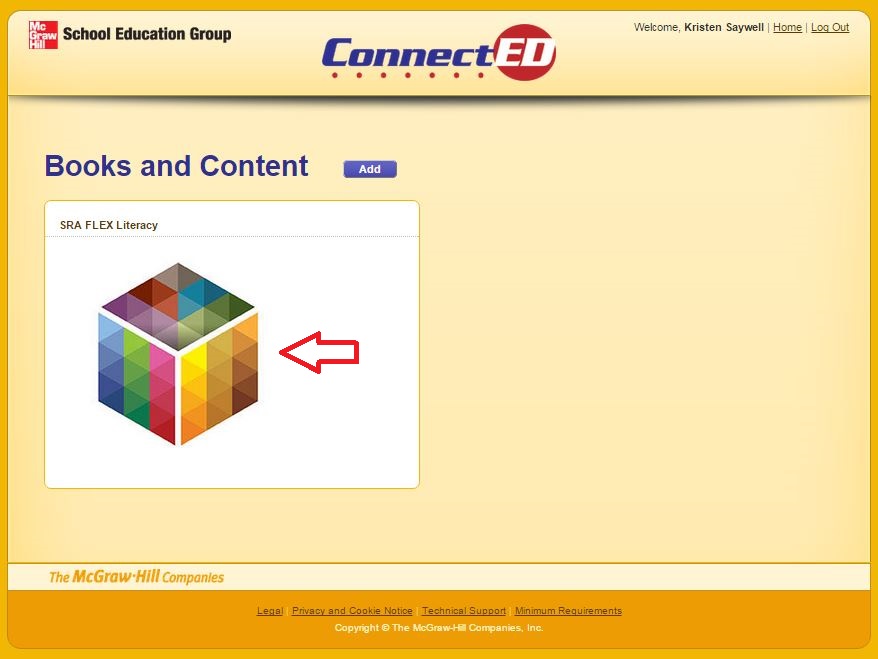 Mc
Graw
Hill
School Education Group
ConnectED
Welcome, Kristen Saywell | Home | Log Out
Books and Content
Add
SRA FLEX Literacy
The McGraw·Hill Companies
Legal | Privacy and Cookie Notice | Technical Support | Minimum Requirements
Copyright © The McGraw-Hill Companies, Inc.